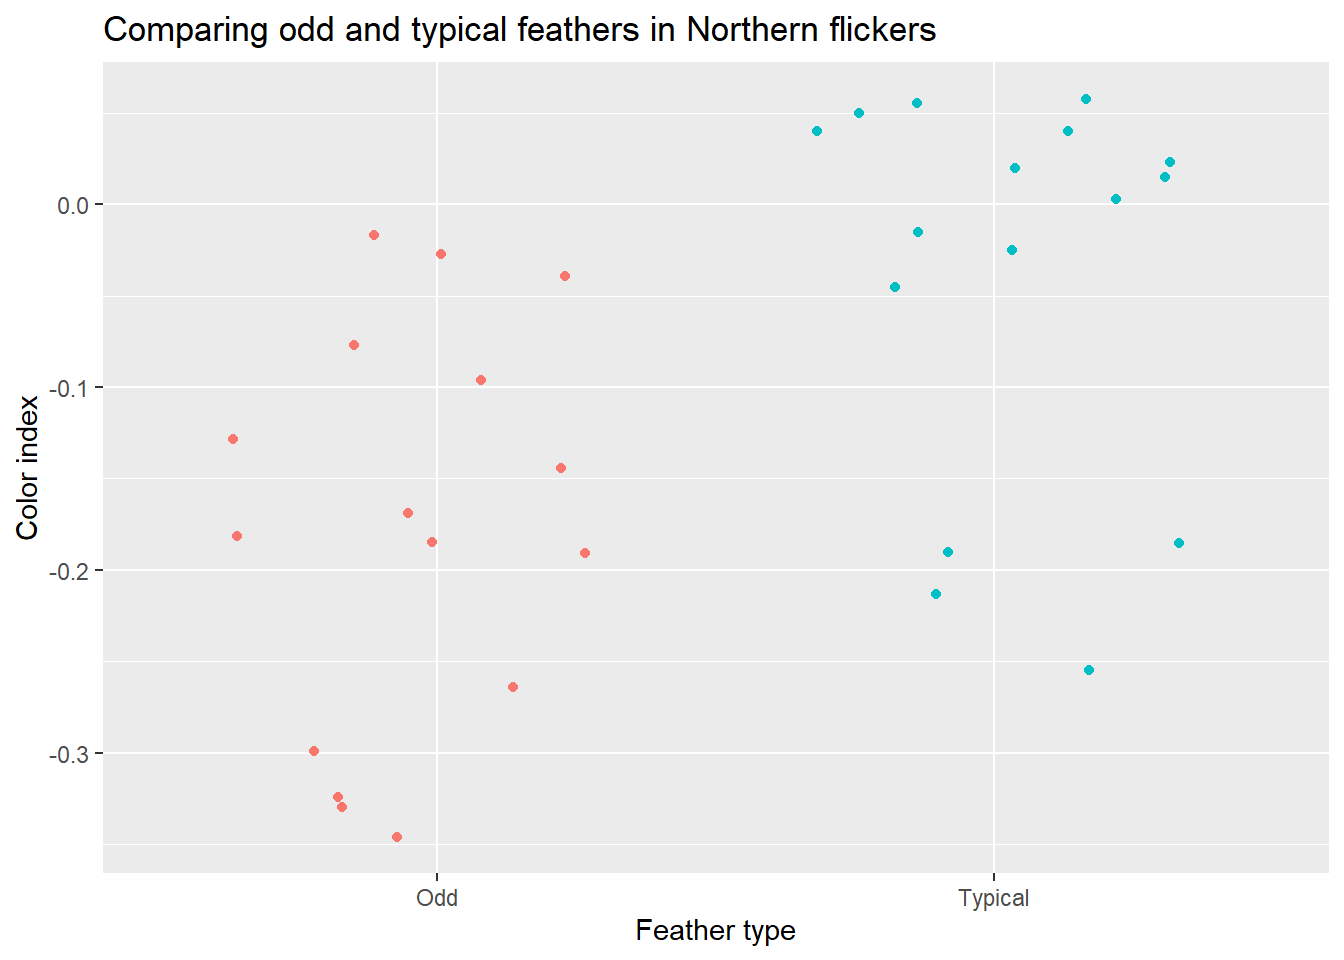 Comparing odd and typical feathers in Northern flickers
Color index
0.0
-0.1
-0.2
-0.3
Odd
Typical
Feather type